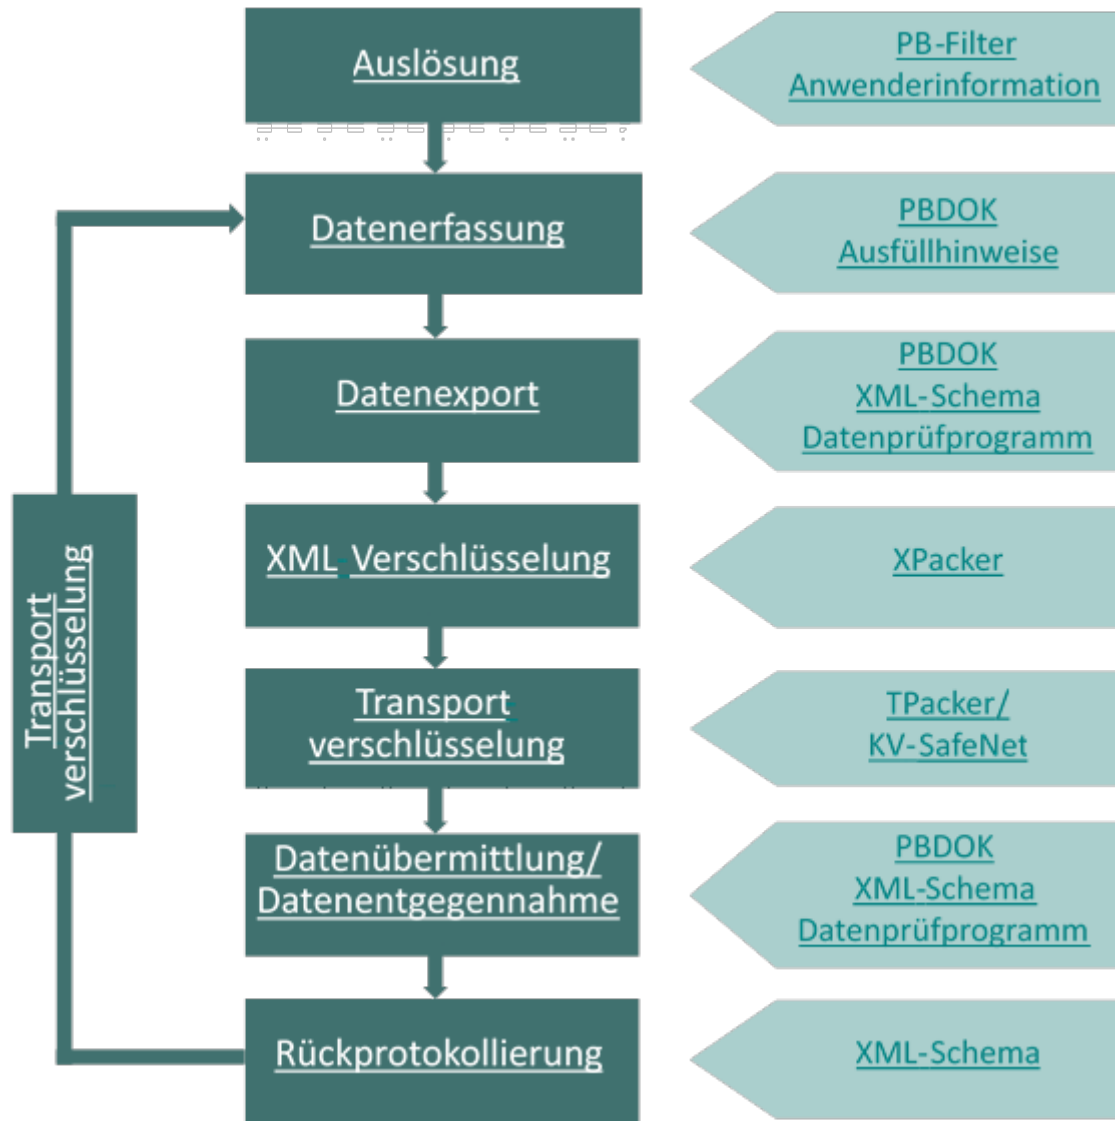 Auslösung
PB-Filter
Anwenderinformation
Datenerfassung
PBDOK
Ausfüllhinweise
Datenexport
PBDOK
XML-Schema
Datenprüfprogramm
XML-Verschlüsselung
XPacker
Transport
verschlüsselung
TPacker/
KV-SafeNet
Datenübermittlung/
Datenentgegennahme
PBDOK
XML-Schema
Datenprüfprogramm
Rückprotokollierung
XML-Schema
Transport
verschlüsselung